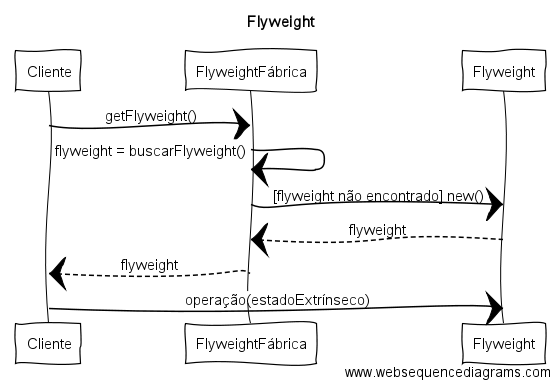 Flyweight
Cliente
FlyweightFábrica
Flyweight
getFlyweight()
flyweight = buscarFlyweight()
[flyweight não encontrado] new()
flyweight
flyweight
operação(estadoExtrínseco)
Cliente
FlyweightFábrica
Flyweight
www.websequencediagrams.com